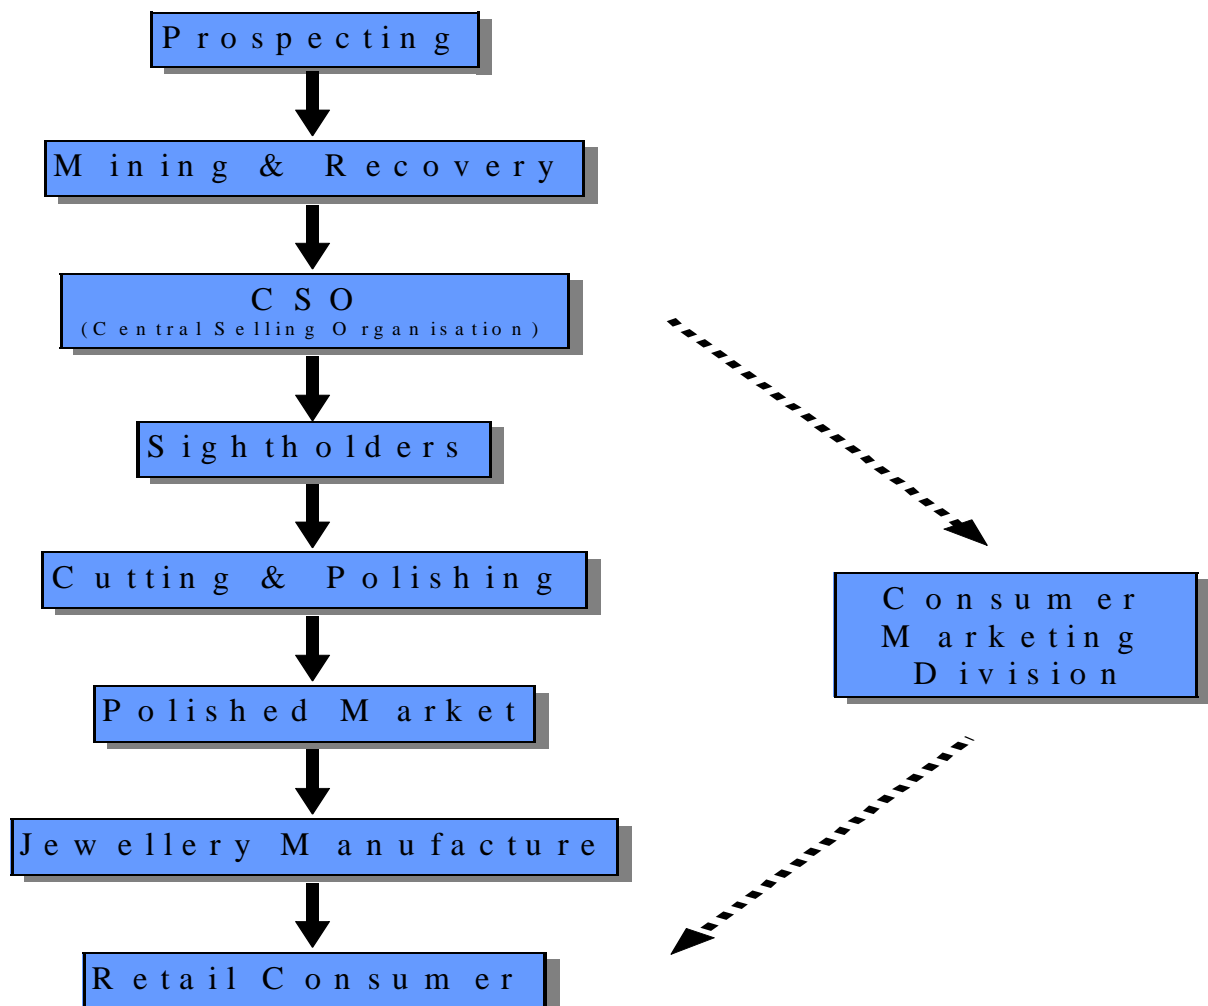 Prospecting
Mining & Recovery
CSO
(Central Selling Organisation)
Sightholders
Cutting & Polishing
Consumer
Marketing
Division
Polished Market
Jewellery Manufacture
Retail Consumer